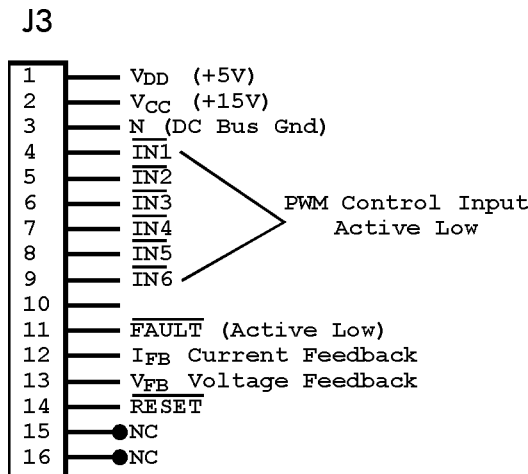 J3
1 VDD (+5V)
2 VCC (+15V)
3 N (DC Bus Gnd)
4 IN1
5 IN2
6 IN3
7 IN4
8 IN5
9 IN6
PWM Control Input
Active Low
10
11 FAULT (Active Low)
12 IFB Current Feedback
13 VFB Voltage Feedback
14 RESET
15 NC
16 NC